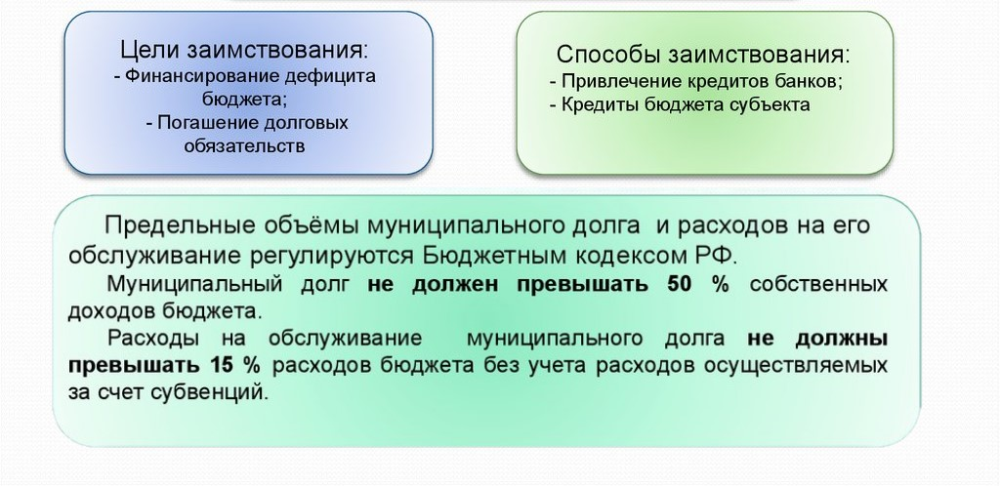 Цели заимствования:
- Финансирование дефицита
бюджета;
- Погашение долговых
обязательств
Способы заимствования:
- Привлечение кредитов банков;
- Кредиты бюджета субъекта
Предельные объёмы муниципального долга и расходов на его
обслуживание регулируются Бюджетным кодексом РФ.
Муниципальный долг не должен превышать 50 % собственных
доходов бюджета.
Расходы на обслуживание муниципального долга не должны
превышать 15 % расходов бюджета без учета расходов осуществляемых
за счет субвенций.